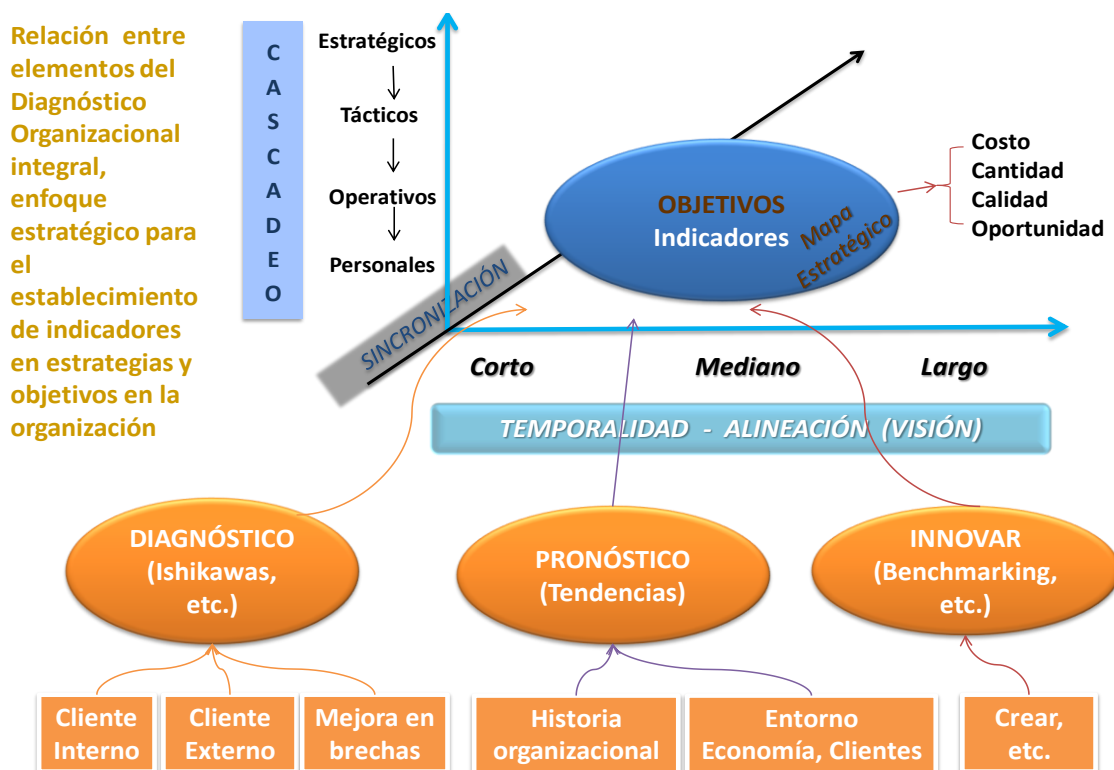 Relación entre
elementos del
Diagnóstico
Organizacional
integral,
enfoque
estratégico para
el
establecimiento
de indicadores
en estrategias y
objetivos en la
organización
C
A
S
C
A
D
E
O
Estratégicos
Tácticos
Operativos
Personales
SINCRONIZACIÓN
OBJETIVOS
Indicadores
Mapa
Estratégico
Costo
Cantidad
Calidad
Oportunidad
Corto
Mediano
Largo
TEMPORALIDAD - ALINEACIÓN (VISIÓN)
DIAGNÓSTICO
(Ishikawas,
etc.)
PRONÓSTICO
(Tendencias)
INNOVAR
(Benchmarking,
etc.)
Cliente
Interno
Cliente
Externo
Mejora en
brechas
Historia
organizacional
Entorno
Economía, Clientes
Crear,
etc.